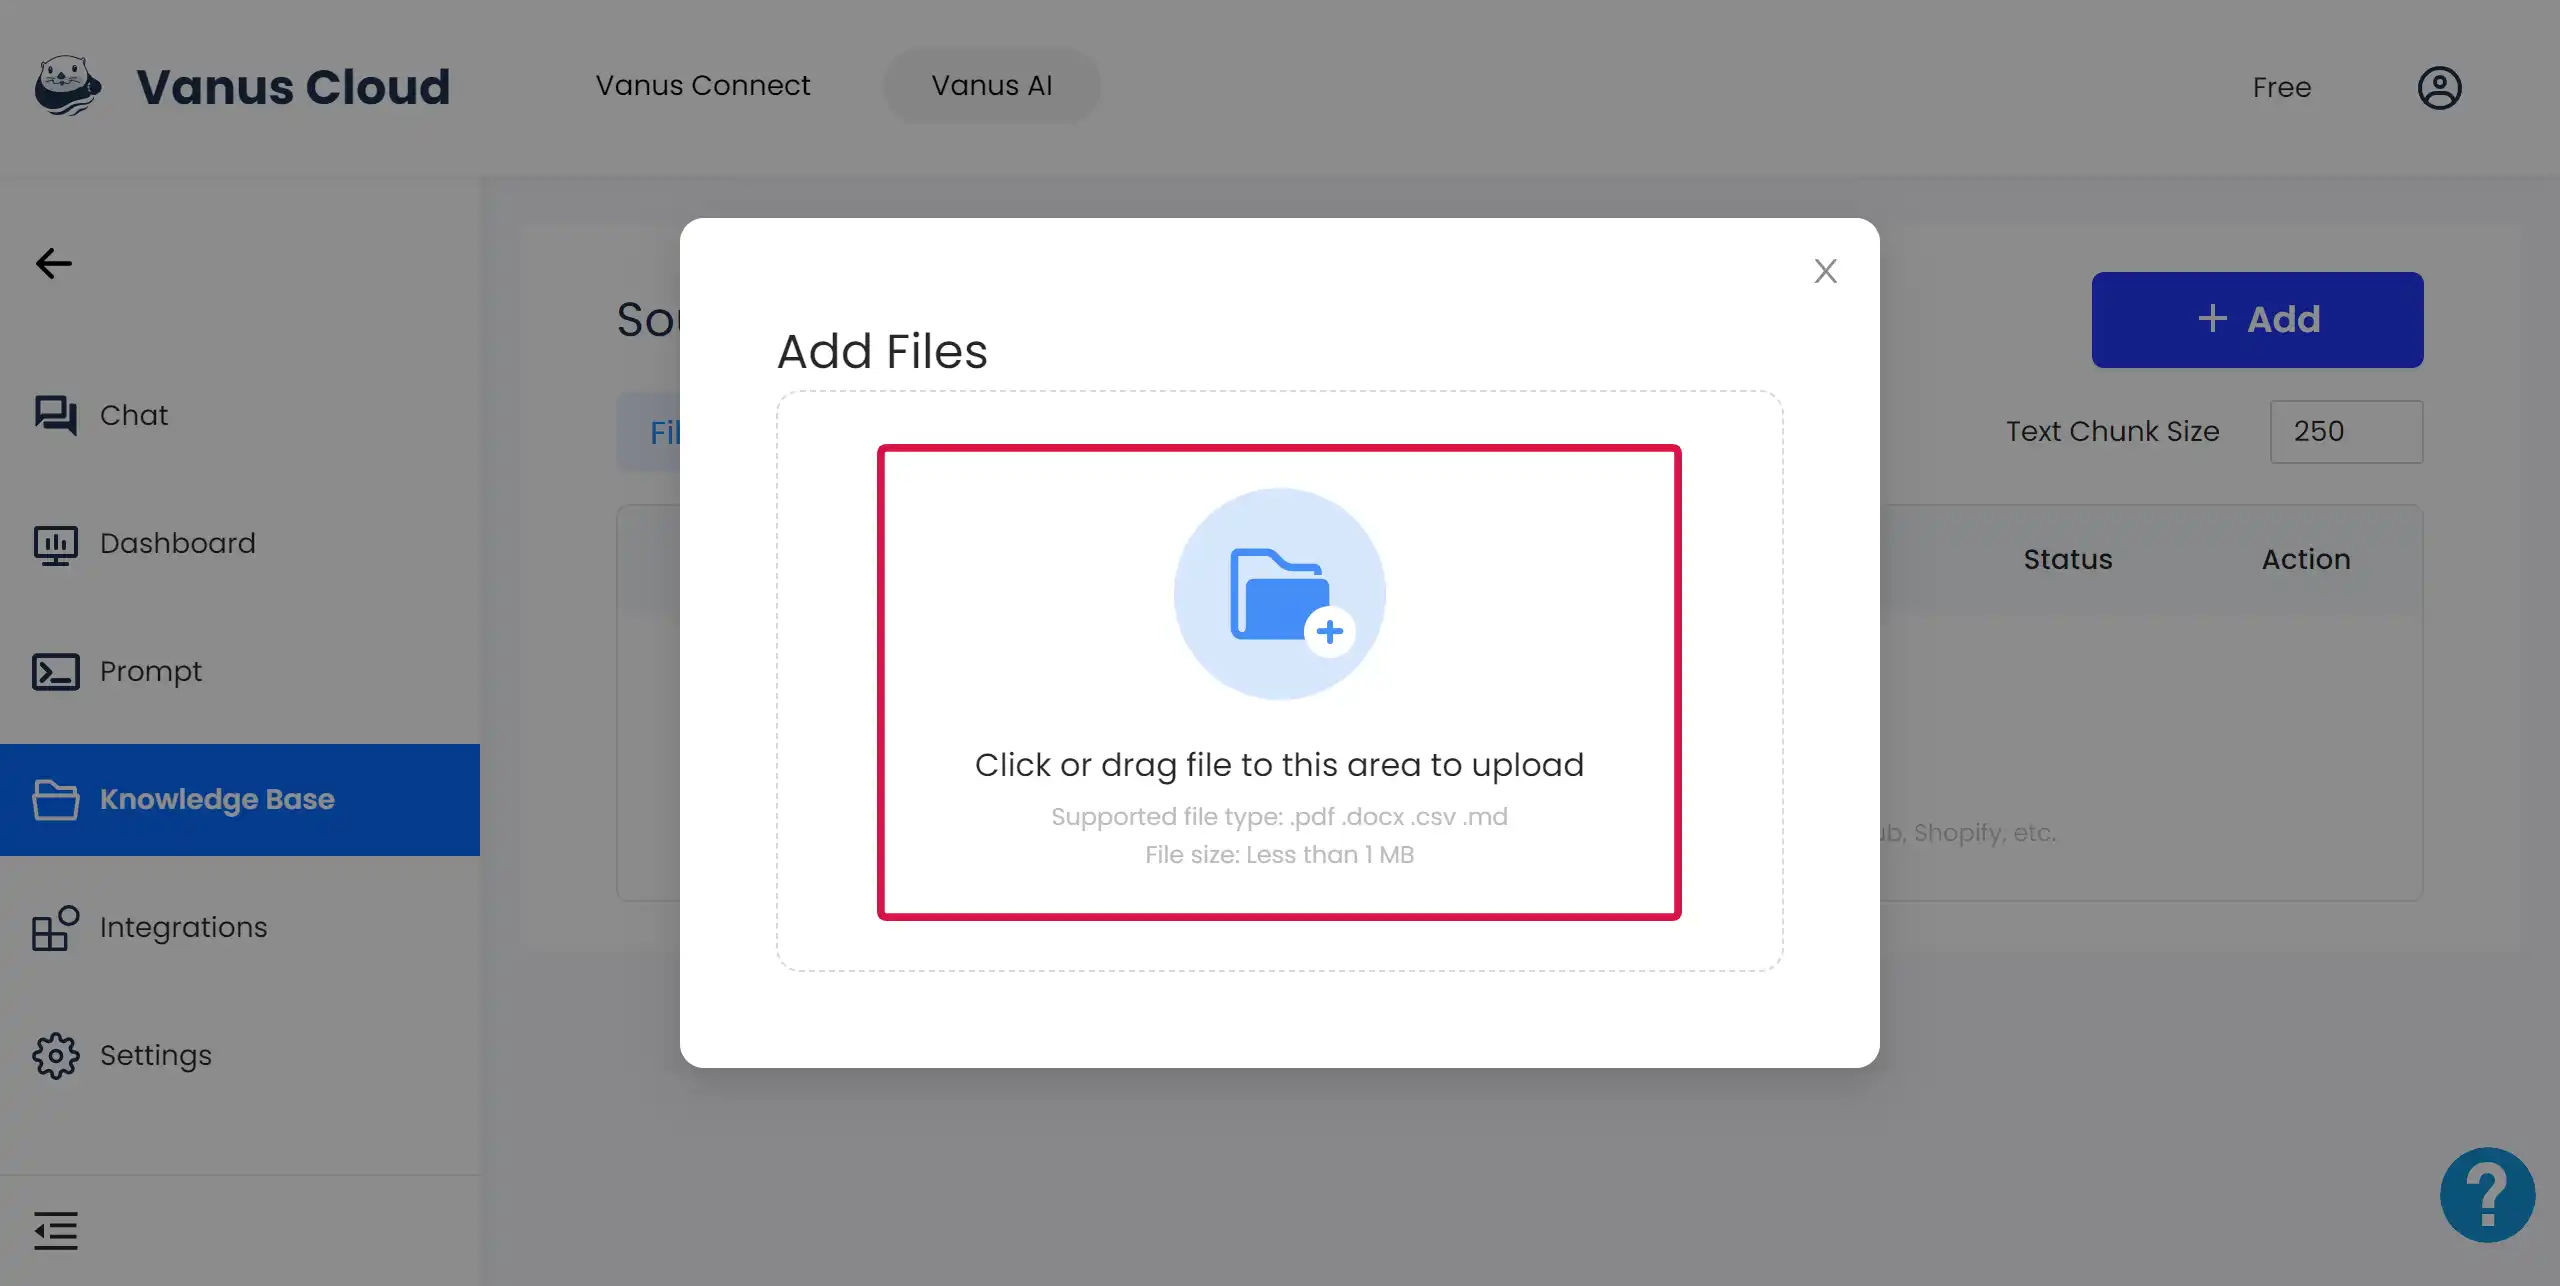 Vanus Cloud
Vanus Connect
Vanus AI
Free
Chat
Dashboard
Prompt
Knowledge Base
Integrations
Settings
Add Files
X
Click or drag file to this area to upload
Supported file type: .pdf .docx .csv .md
File size: Less than 1 MB
+ Add
Text Chunk Size
250
Status
Action
Shopify, etc.
?